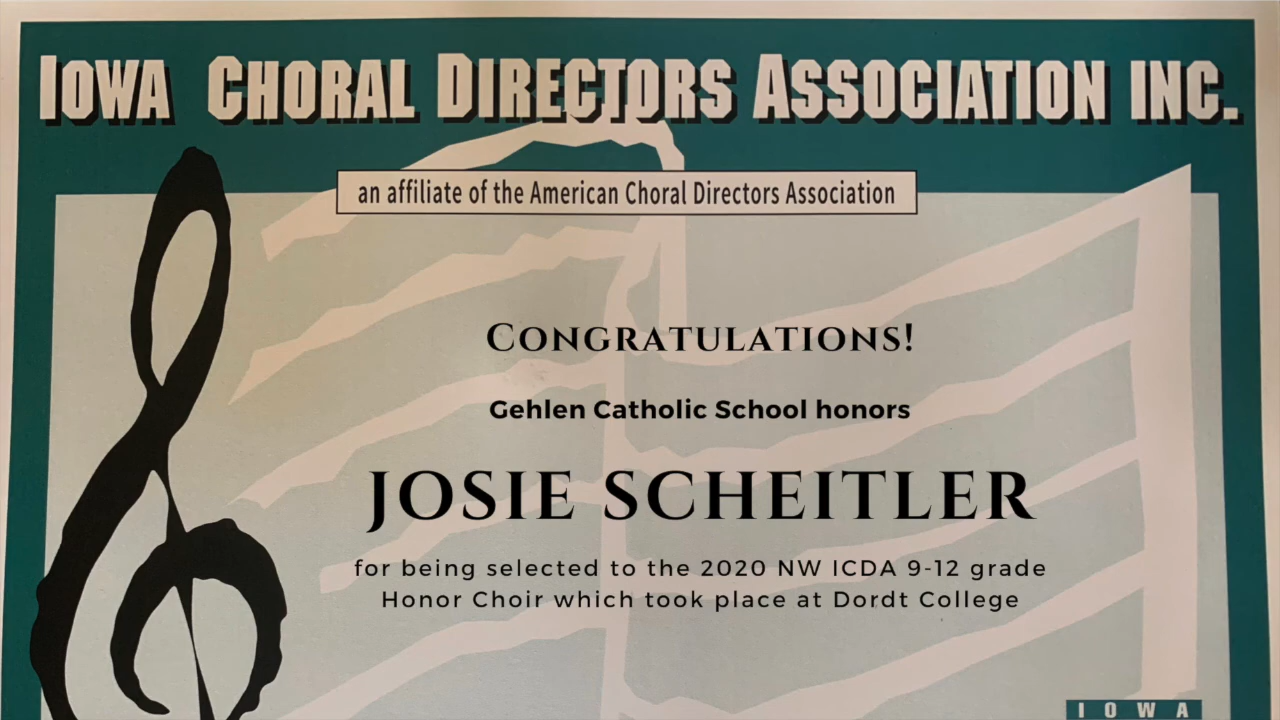 IOWA CHORAL DIRECTORS ASSOCIATION INC.
an affiliate of the American Choral Directors Association
CONGRATULATIONS!
Gehlen Catholic School honors
JOSIE SCHEITLER
for being selected to the 2020 NW ICDA 9-12 grade
Honor Choir which took place at Dordt College
IOWA